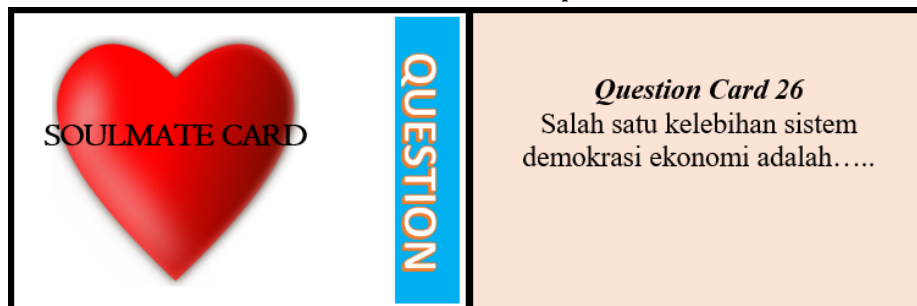 SOULMATE CARD
QUESTION
Question Card 26
Salah satu kelebihan sistem
demokrasi ekonomi adalah…..